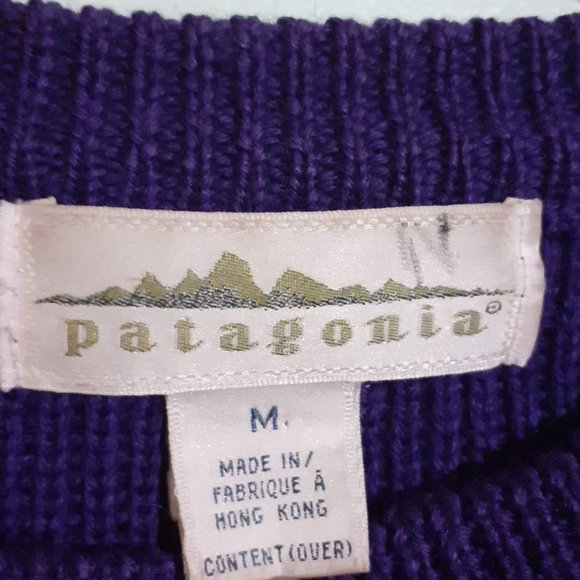 patagonia®
M
MADE IN/
FABRIQUE À
HONG KONG
CONTENT (OVER)